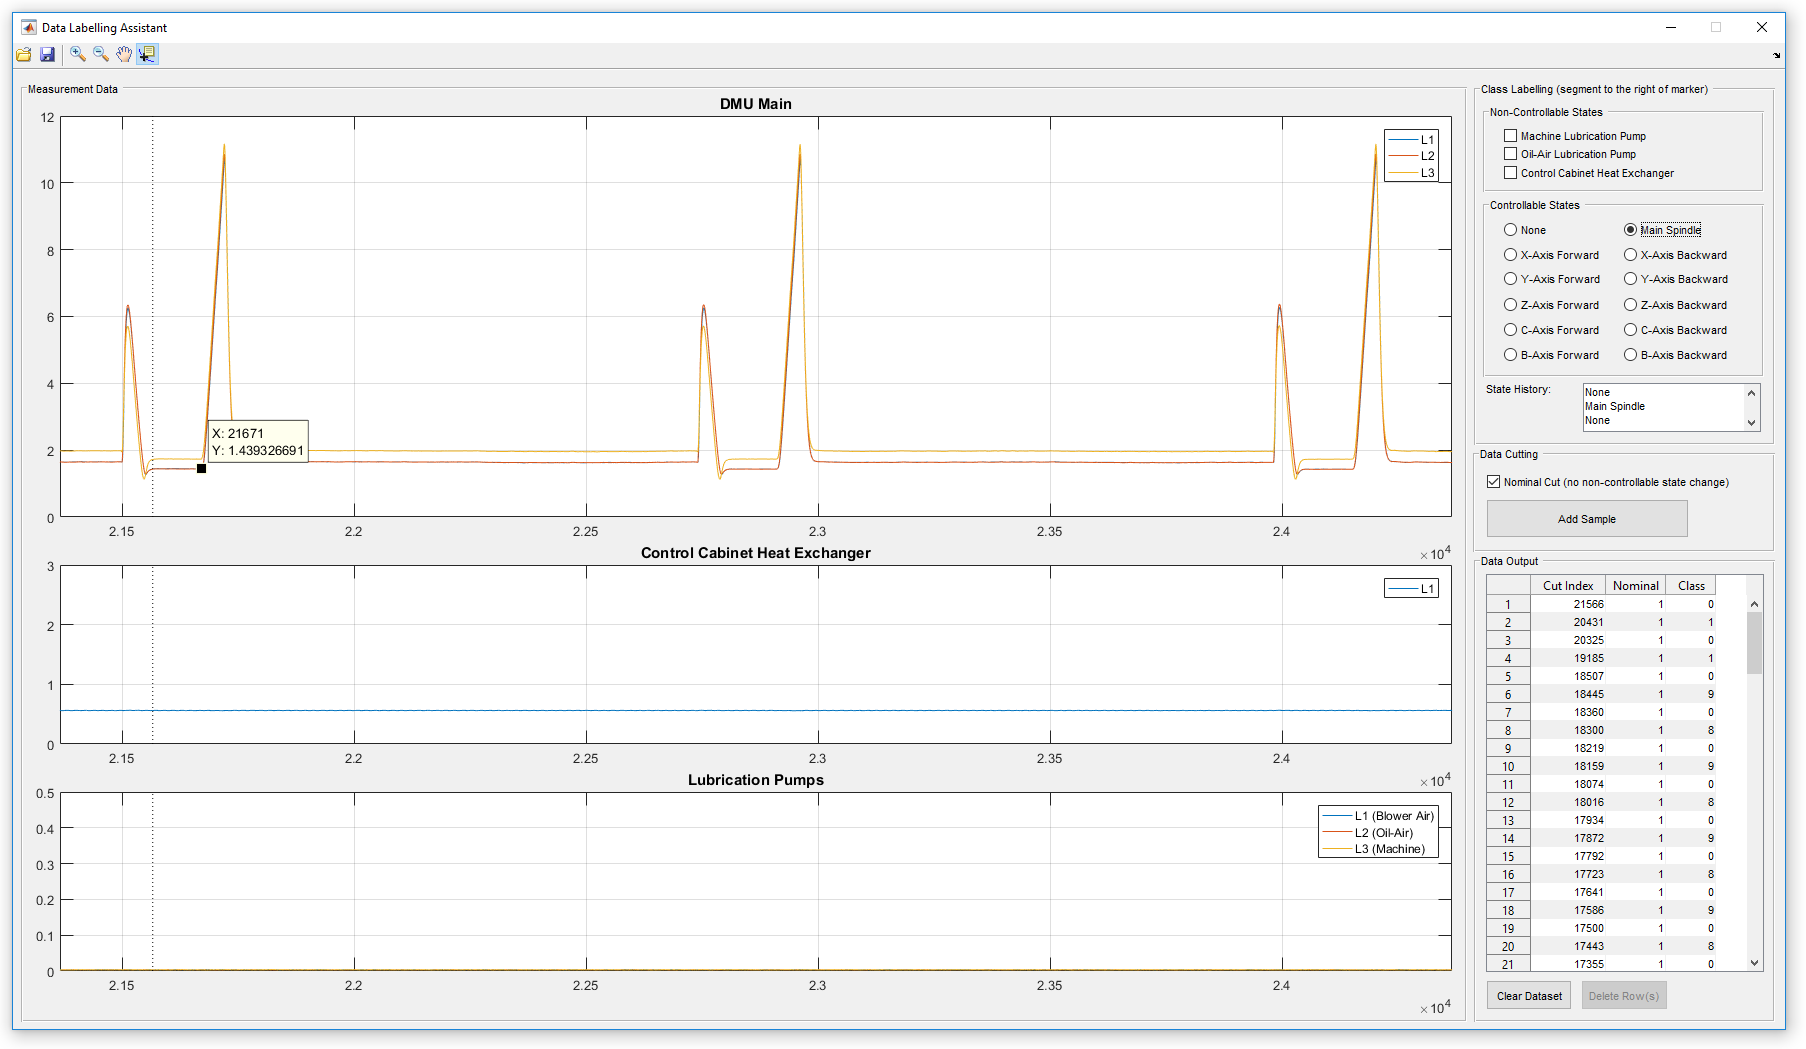 Data Labelling Assistant
Measurement Data
DMU Main
12
10
8
6
4
2
0
L1
L2
L3
X: 21671
Y: 1.439326691
2.15
2.2
2.25
2.3
2.35
2.4
×10^4
Control Cabinet Heat Exchanger
3
2
1
0
L1
2.15
2.2
2.25
2.3
2.35
2.4
×10^4
Lubrication Pumps
0.5
0.4
0.3
0.2
0.1
0
L1 (Blower Air)
L2 (Oil-Air)
L3 (Machine)
2.15
2.2
2.25
2.3
2.35
2.4
×10^4
Class Labelling (segment to the right of marker)
Non-Controllable States
Machine Lubrication Pump
Oil-Air Lubrication Pump
Control Cabinet Heat Exchanger
Controllable States
None Main Spindle
X-Axis Forward X-Axis Backward
Y-Axis Forward Y-Axis Backward
Z-Axis Forward Z-Axis Backward
C-Axis Forward C-Axis Backward
B-Axis Forward B-Axis Backward
State History:
None
Main Spindle
None
Data Cutting
Nominal Cut (no non-controllable state change)
Add Sample
Data Output
Cut Index Nominal Class
1 21566 1 0
2 20431 1 1
3 20325 1 0
4 19185 1 1
5 18507 1 0
6 18445 1 9
7 18360 1 0
8 18300 1 8
9 18219 1 0
10 18159 1 9
11 18074 1 0
12 18016 1 8
13 17934 1 0
14 17872 1 9
15 17792 1 0
16 17723 1 8
17 17641 1 0
18 17586 1 9
19 17500 1 0
20 17443 1 8
21 17355 1 0
Clear Dataset
Delete Row(s)